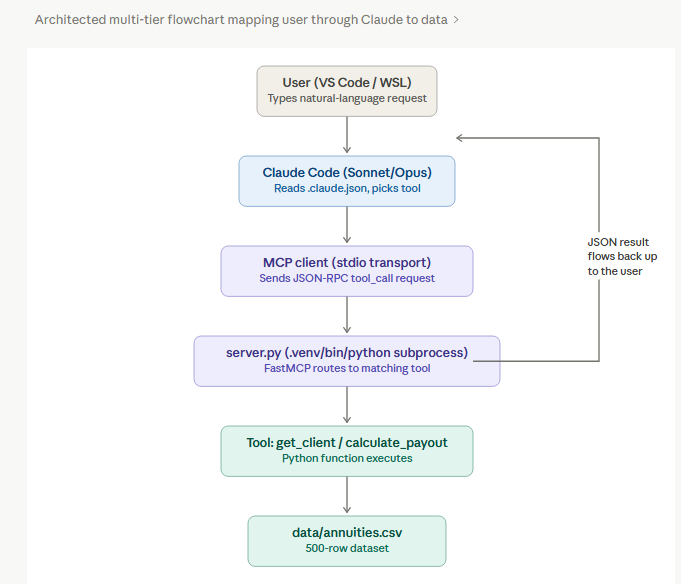 Architected multi-tier flowchart mapping user through Claude to data >
User (VS Code / WSL)
Types natural-language request
Claude Code (Sonnet/Opus)
Reads .claude.json, picks tool
MCP client (stdio transport)
Sends JSON-RPC tool_call request
JSON result
flows back up
to the user
server.py (.venv/bin/python subprocess)
FastMCP routes to matching tool
Tool: get_client / calculate_payout
Python function executes
data/annuities.csv
500-row dataset